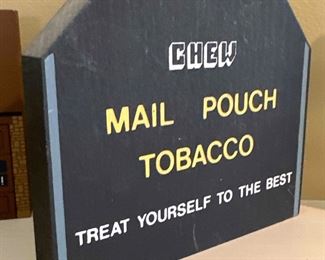 CHEW
MAIL POUCH
TOBACCO
TREAT YOURSELF TO THE BEST